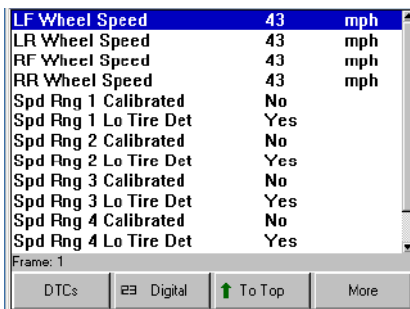 LF Wheel Speed 43 mph
LR Wheel Speed 43 mph
RF Wheel Speed 43 mph
RR Wheel Speed 43 mph
Spd Rng 1 Calibrated No
Spd Rng 1 Lo Tire Det Yes
Spd Rng 2 Calibrated No
Spd Rng 2 Lo Tire Det Yes
Spd Rng 3 Calibrated No
Spd Rng 3 Lo Tire Det Yes
Spd Rng 4 Calibrated No
Spd Rng 4 Lo Tire Det Yes
Frame: 1
DTCs 23 Digital To Top More